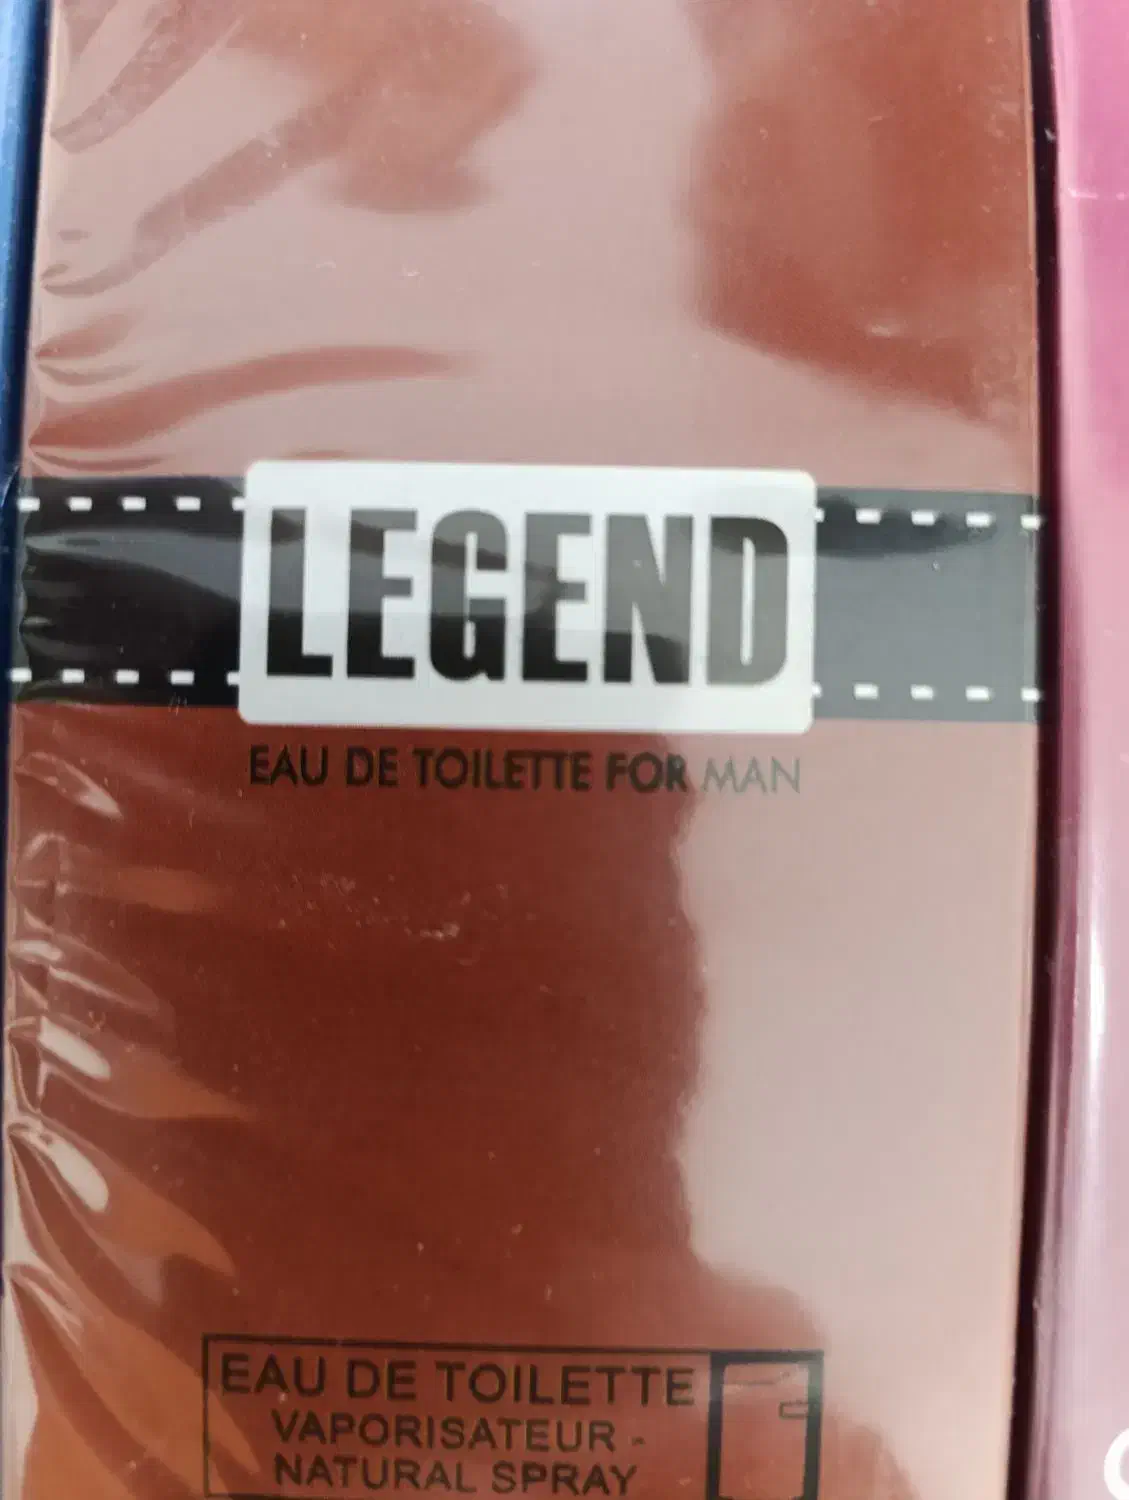 LEGEND
EAU DE TOILETTE FOR MAN
EAU DE TOILETTE
VAPORISATEUR -
NATURAL SPRAY